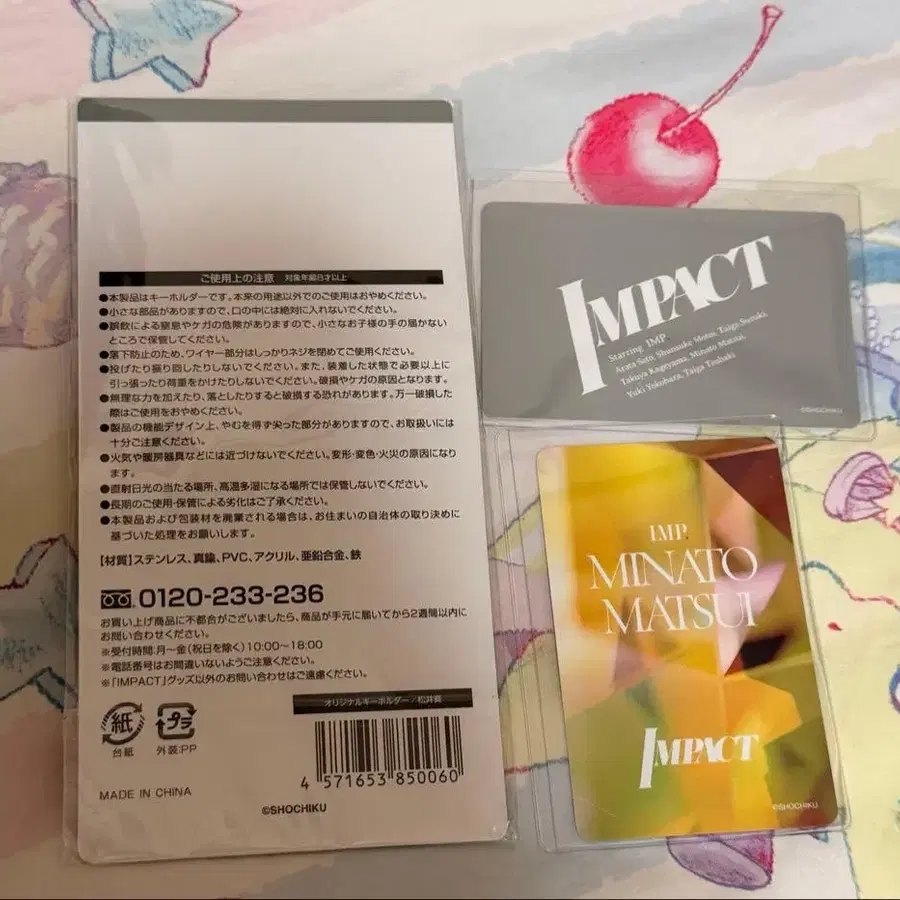 ご使用上の注意 対象年齢8才以上
●本製品はキーホルダーです。本来の用途以外でのご使用はおやめください。
●小さな部品がありますので、口の中には絶対に入れないでください。
●誤飲による窒息やケガの危険がありますので、小さなお子様の手の届かない
ところで保管してください。
●落下防止のため、ワイヤー部分はしっかりネジを閉めてご使用ください。
●投げたり振り回したりしないでください。また、装着した状態で必要以上に
引っ張ったり荷重をかけたりしないでください。破損やケガの原因となります。
●無理な力を加えたり、落としたりすると破損する恐れがあります。万一破損した
際はご使用をおやめください。
●製品の機能デザイン上、やむを得ず尖った部分がありますので、お取扱いには
十分ご注意ください。
●火気や暖房器具などには近づけないでください。変形・変色・火災の原因になり
ます。
●直射日光の当たる場所、高温多湿になる場所では保管しないでください。
●長期のご使用・保管による劣化はご了承ください。
●本製品および包装材を廃棄される場合は、お住まいの自治体の取り決めに
基づいた処理をお願いします。
【材質】ステンレス、真鍮、PVC、アクリル、亜鉛合金、鉄
0120-233-236
お買い上げ商品に不都合がございましたら、商品が手元に届いてから2週間以内に
お問い合わせください。
※受付時間:月〜金(祝日を除く)10:00〜18:00
※電話番号はお間違いないようご注意ください。
※「IMPACT」グッズ以外のお問い合わせはご遠慮ください。
オリジナルキーホルダー/松井奏
紙
台紙
プラ
外装:PP
4 571653 850060
MADE IN CHINA
©SHOCHIKU
IMPACT
Starring IMP.
Arata Sato, Shunsuke Motos, Taiga Suzuki,
Takuya Kageyama, Minato Matsui,
Yuki Yokohara, Taiga Tsubaki
©SHOCHIKU
IMP.
MINATO
MATSUI
IMPACT
©SHOCHIKU